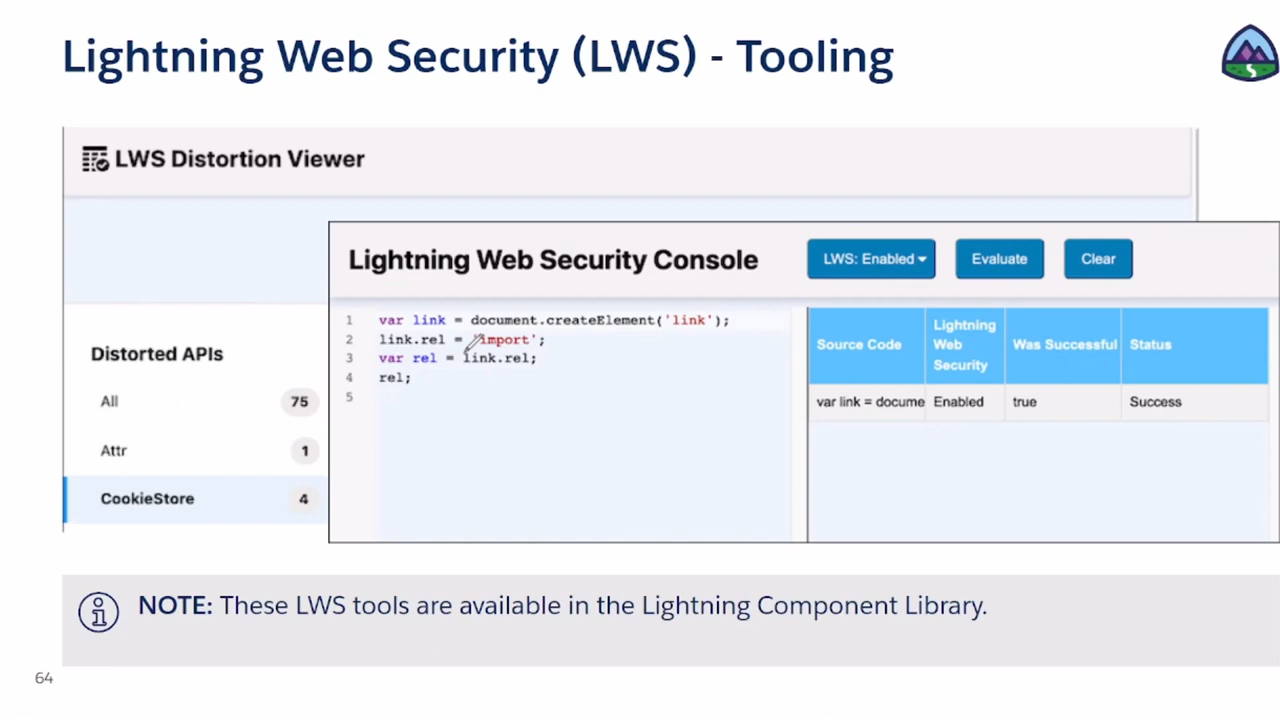 Lightning Web Security (LWS) - Tooling
LWS Distortion Viewer
Distorted APIs
All 75
Attr 1
CookieStore 4
Lightning Web Security Console
LWS: Enabled
Evaluate
Clear
1 var link = document.createElement('link');
2 link.rel = 'import';
3 var rel = link.rel;
4 rel;
5
Source Code
Lightning
Web
Security
Was Successful
Status
var link = docume
Enabled
true
Success
NOTE: These LWS tools are available in the Lightning Component Library.
64